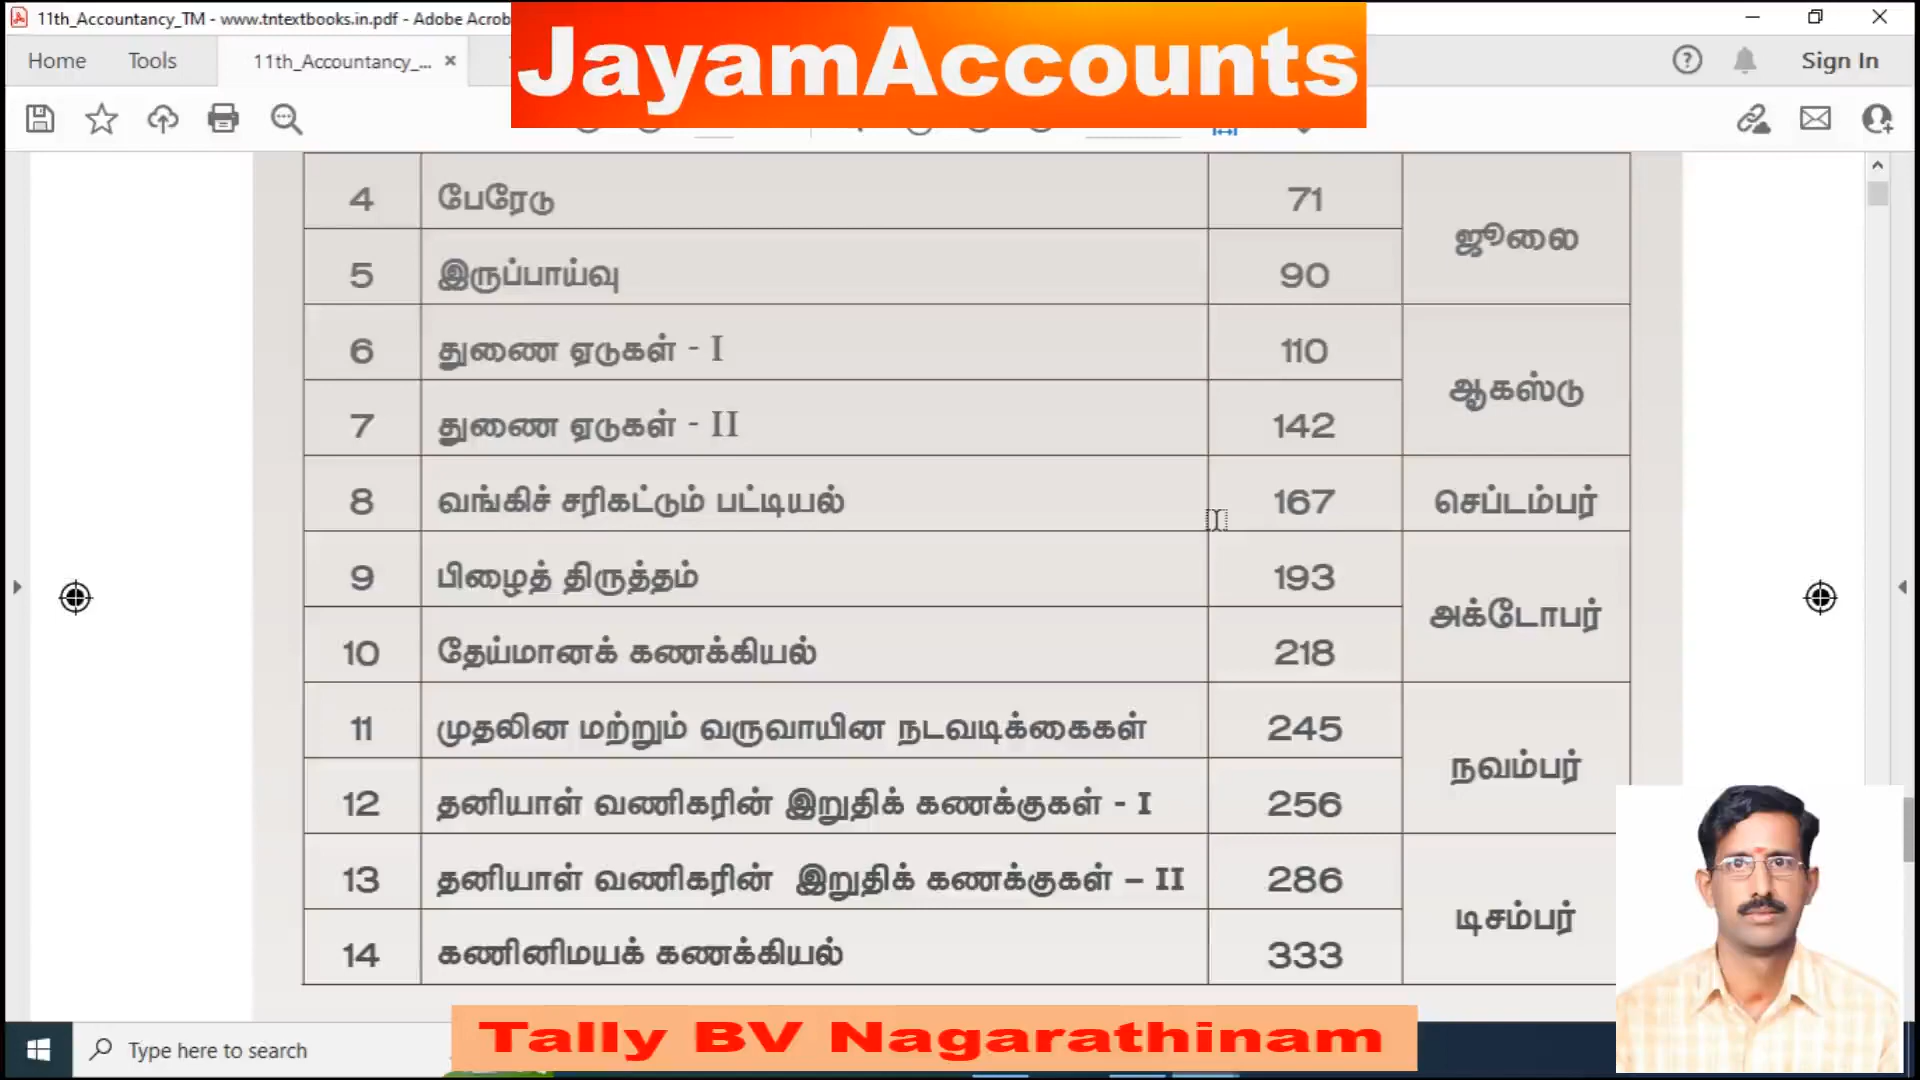 11th_Accountancy_TM - www.tntextbooks.in.pdf - Adobe Acrob
JayamAccounts
Home Tools 11th_Accountancy_... Sign In
4 பேரேடு 71 ஜூலை
5 இருப்பாய்வு 90
6 துணை ஏடுகள் - I 110 ஆகஸ்டு
7 துணை ஏடுகள் - II 142
8 வங்கிச் சரிகட்டும் பட்டியல் 167 செப்டம்பர்
9 பிழைத் திருத்தம் 193 அக்டோபர்
10 தேய்மானக் கணக்கியல் 218
11 முதலின மற்றும் வருவாயின நடவடிக்கைகள் 245 நவம்பர்
12 தனியாள் வணிகரின் இறுதிக் கணக்குகள் - I 256
13 தனியாள் வணிகரின் இறுதிக் கணக்குகள் – II 286 டிசம்பர்
14 கணினிமயக் கணக்கியல் 333
Tally BV Nagarathinam
Type here to search